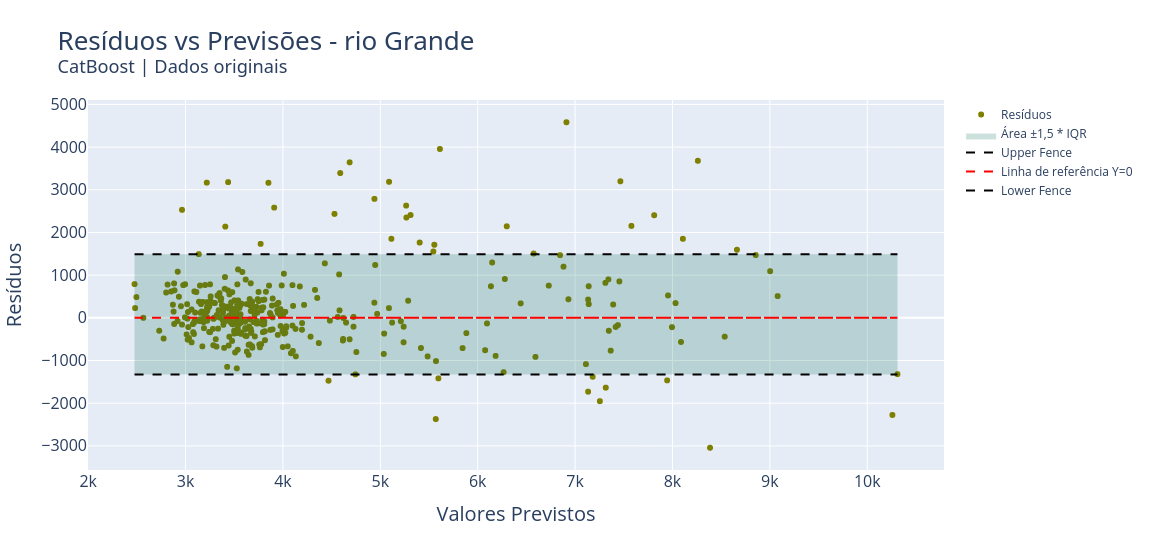 Resíduos vs Previsões - rio Grande
CatBoost | Dados originais
Resíduos
5000
4000
3000
2000
1000
0
−1000
−2000
−3000
2k
3k
4k
5k
6k
7k
8k
9k
10k
Valores Previstos
Resíduos
Área ±1,5 * IQR
Upper Fence
Linha de referência Y=0
Lower Fence